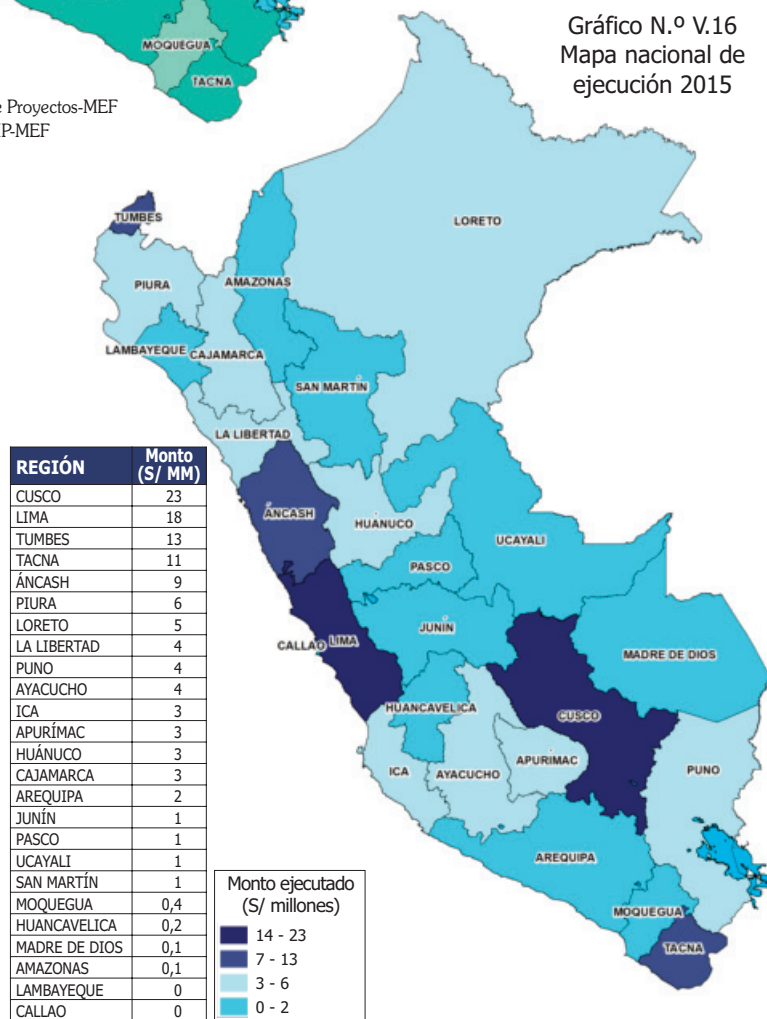 MOQUEGUA
TACNA
Gráfico N.º V.16
Mapa nacional de
ejecución 2015
Proyectos-MEF
P-MEF
LORETO
TUMBES
PIURA
AMAZONAS
LAMBAYEQUE
CAJAMARCA
SAN MARTÍN
LA LIBERTAD
ÁNCASH
HUÁNUCO
UCAYALI
PASCO
CALLAO
LIMA
JUNÍN
MADRE DE DIOS
HUANCAVELICA
CUSCO
ICA
AYACUCHO
APURÍMAC
PUNO
AREQUIPA
MOQUEGUA
TACNA
REGIÓN Monto
(S/ MM)
CUSCO 23
LIMA 18
TUMBES 13
TACNA 11
ÁNCASH 9
PIURA 6
LORETO 5
LA LIBERTAD 4
PUNO 4
AYACUCHO 4
ICA 3
APURÍMAC 3
HUÁNUCO 3
CAJAMARCA 3
AREQUIPA 2
JUNÍN 1
PASCO 1
UCAYALI 1
SAN MARTÍN 1
MOQUEGUA 0,4
HUANCAVELICA 0,2
MADRE DE DIOS 0,1
AMAZONAS 0,1
LAMBAYEQUE 0
CALLAO 0
Monto ejecutado
(S/ millones)
14 - 23
7 - 13
3 - 6
0 - 2